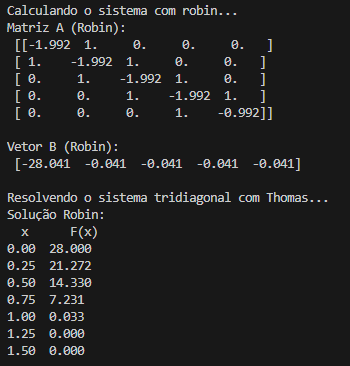 Calculando o sistema com robin...
Matriz A (Robin):
[[-1.992 1. 0. 0. 0. ]
[ 1. -1.992 1. 0. 0. ]
[ 0. 1. -1.992 1. 0. ]
[ 0. 0. 1. -1.992 1. ]
[ 0. 0. 0. 1. -0.992]]
Vetor B (Robin):
[-28.041 -0.041 -0.041 -0.041 -0.041]
Resolvendo o sistema tridiagonal com Thomas...
Solução Robin:
x F(x)
0.00 28.000
0.25 21.272
0.50 14.330
0.75 7.231
1.00 0.033
1.25 0.000
1.50 0.000